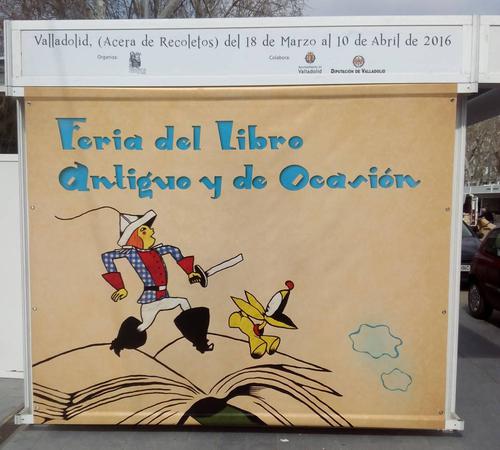 Valladolid, (Acera de Recoletos) del 18 de Marzo al 10 de Abril de 2016
Organiza:
Colabora:
Valladolid
DIPUTACIÓN DE VALLADOLID
Feria del Libro
Antiguo y de Ocasión